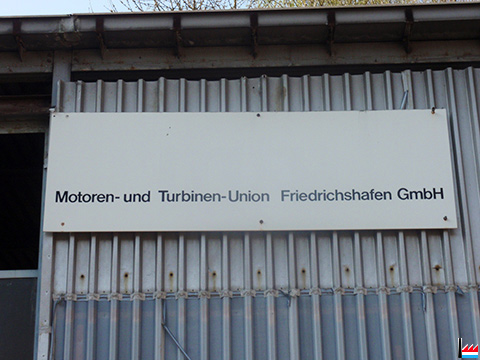 Motoren- und Turbinen-Union Friedrichshafen GmbH